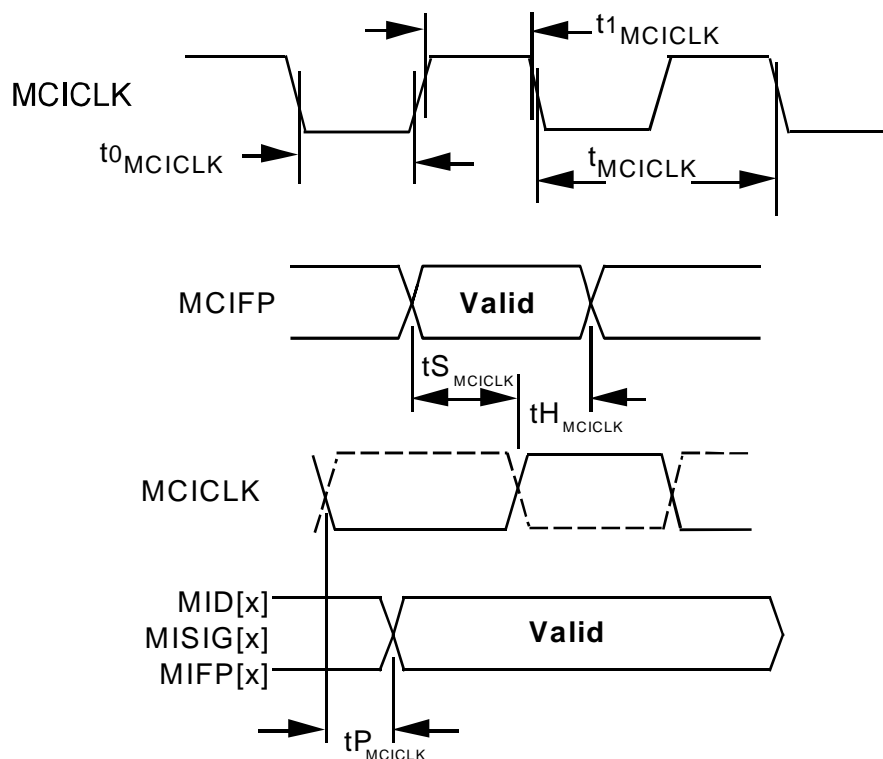 t1MCICLK
MCICLK
t0MCICLK
tMCICLK
MCIFP
Valid
tSMCICLK
tHMCICLK
MCICLK
MID[x]
MISIG[x]
Valid
MIFP[x]
tPMCICLK